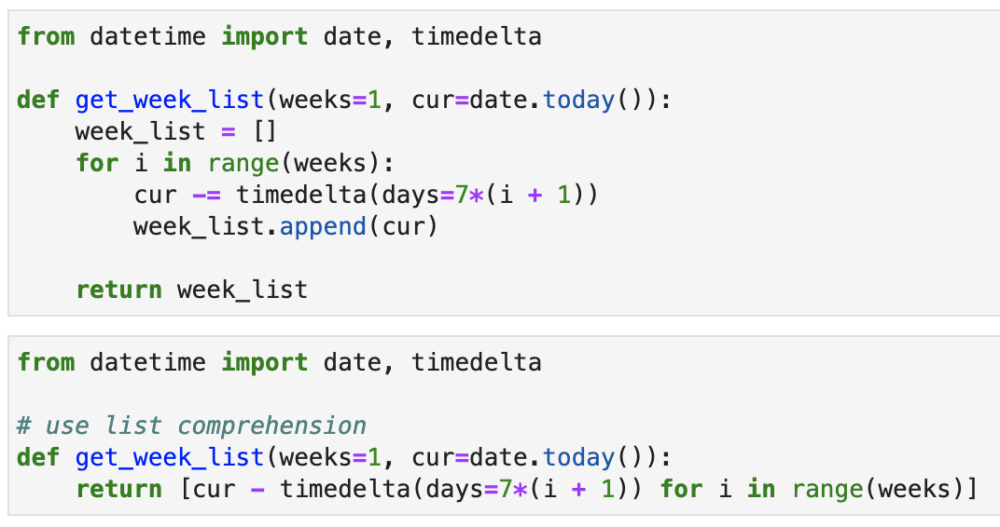 from datetime import date, timedelta
def get_week_list(weeks=1, cur=date.today()):
    week_list = []
    for i in range(weeks):
        cur -= timedelta(days=7*(i + 1))
        week_list.append(cur)
    return week_list
from datetime import date, timedelta
# use list comprehension
def get_week_list(weeks=1, cur=date.today()):
    return [cur - timedelta(days=7*(i + 1)) for i in range(weeks)]